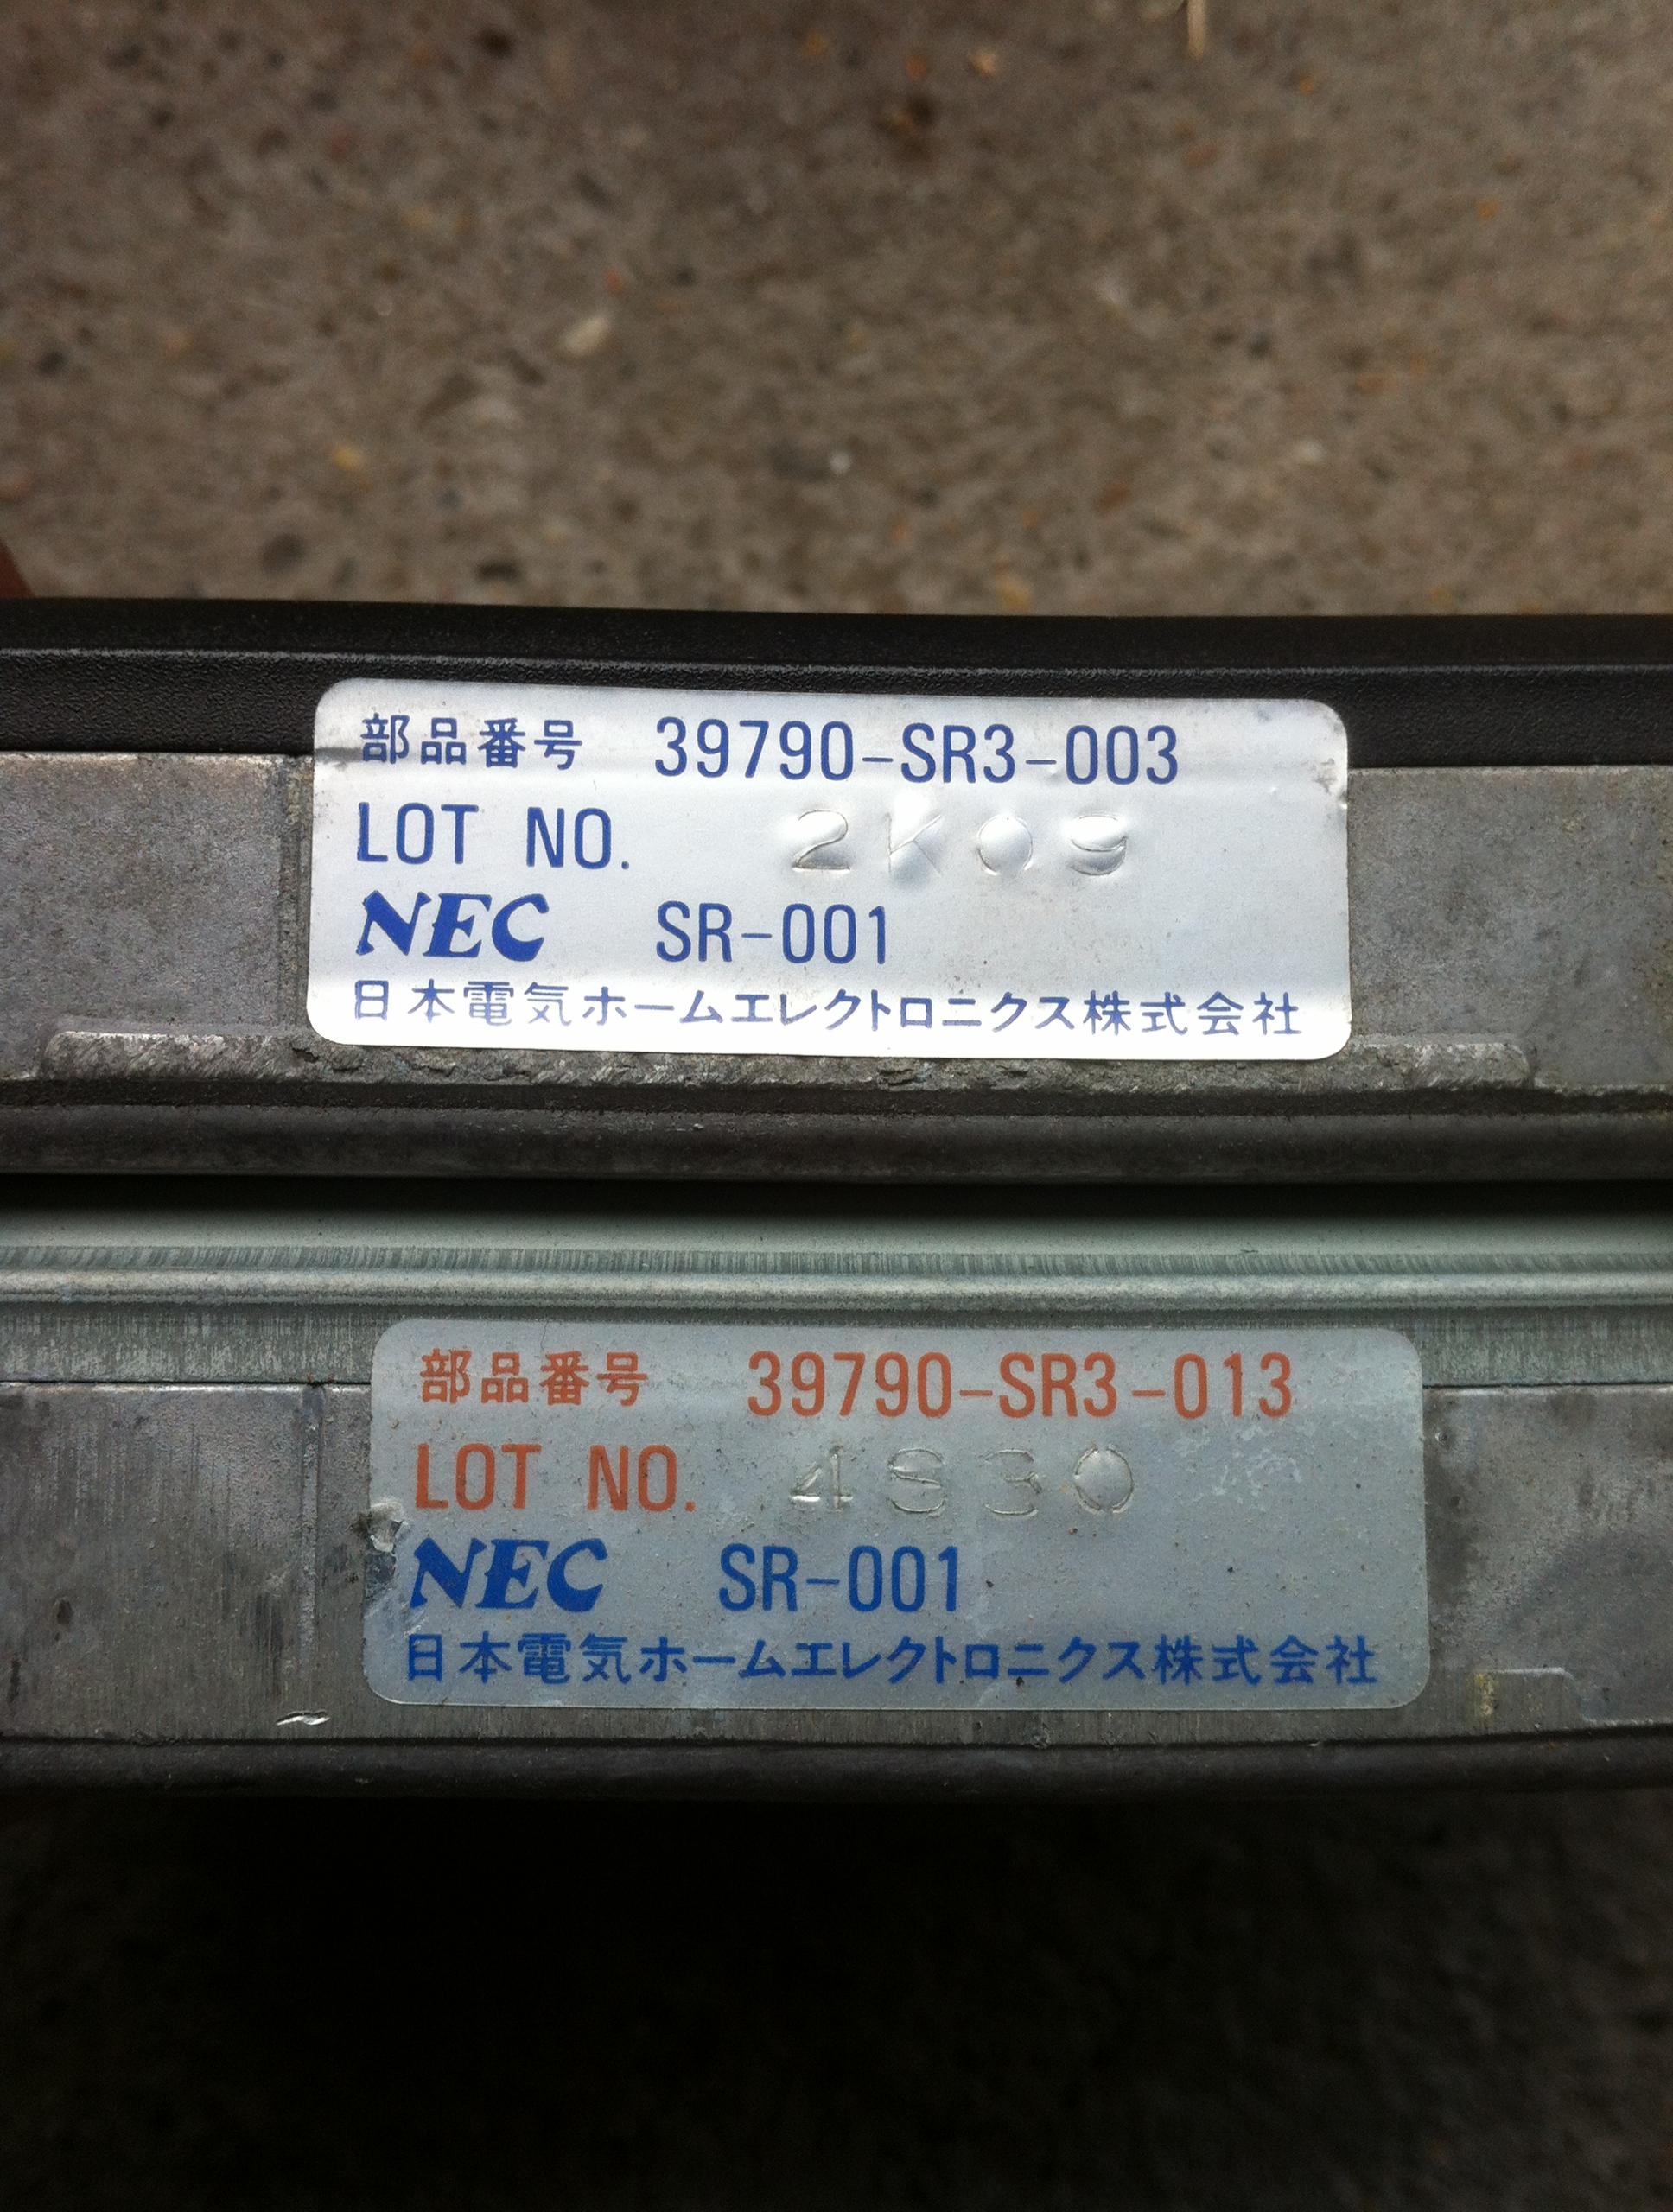 部品番号 39790-SR3-003
LOT NO. 2K09
NEC SR-001
日本電気ホームエレクトロニクス株式会社
部品番号 39790-SR3-013
LOT NO. 4S30
NEC SR-001
日本電気ホームエレクトロニクス株式会社